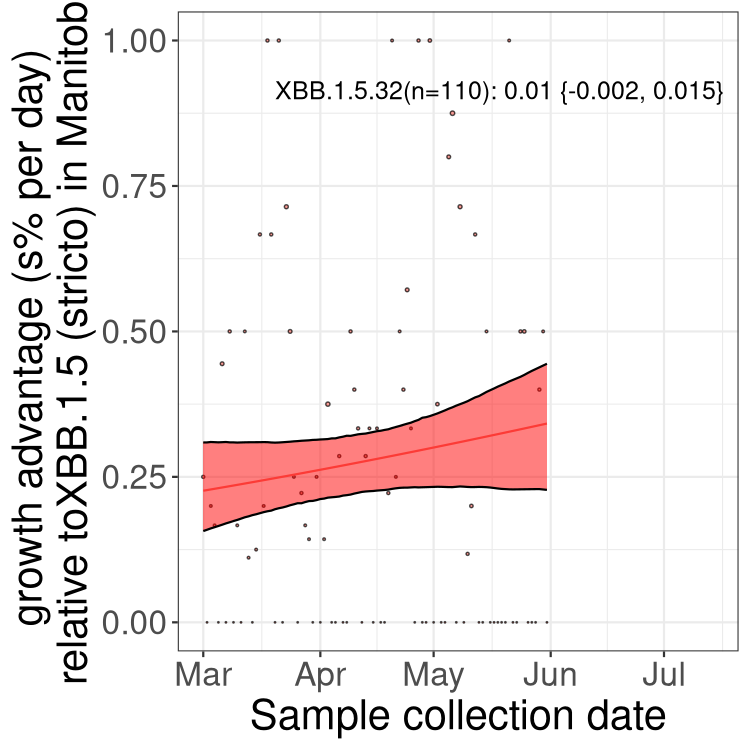 growth advantage (s% per day)
relative toXBB.1.5 (stricto) in Manitob
1.00
0.75
0.50
0.25
0.00
XBB.1.5.32(n=110): 0.01 {-0.002, 0.015}
Mar Apr May Jun Jul
Sample collection date